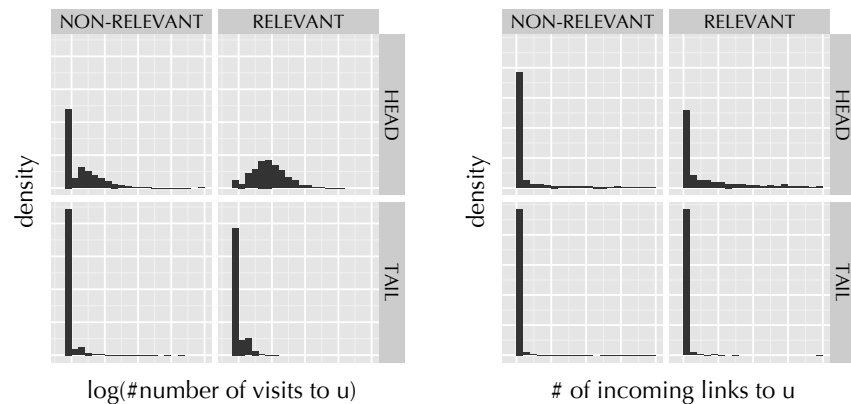 NON-RELEVANT
RELEVANT
HEAD
TAIL
density
log(#number of visits to u)
NON-RELEVANT
RELEVANT
HEAD
TAIL
density
# of incoming links to u